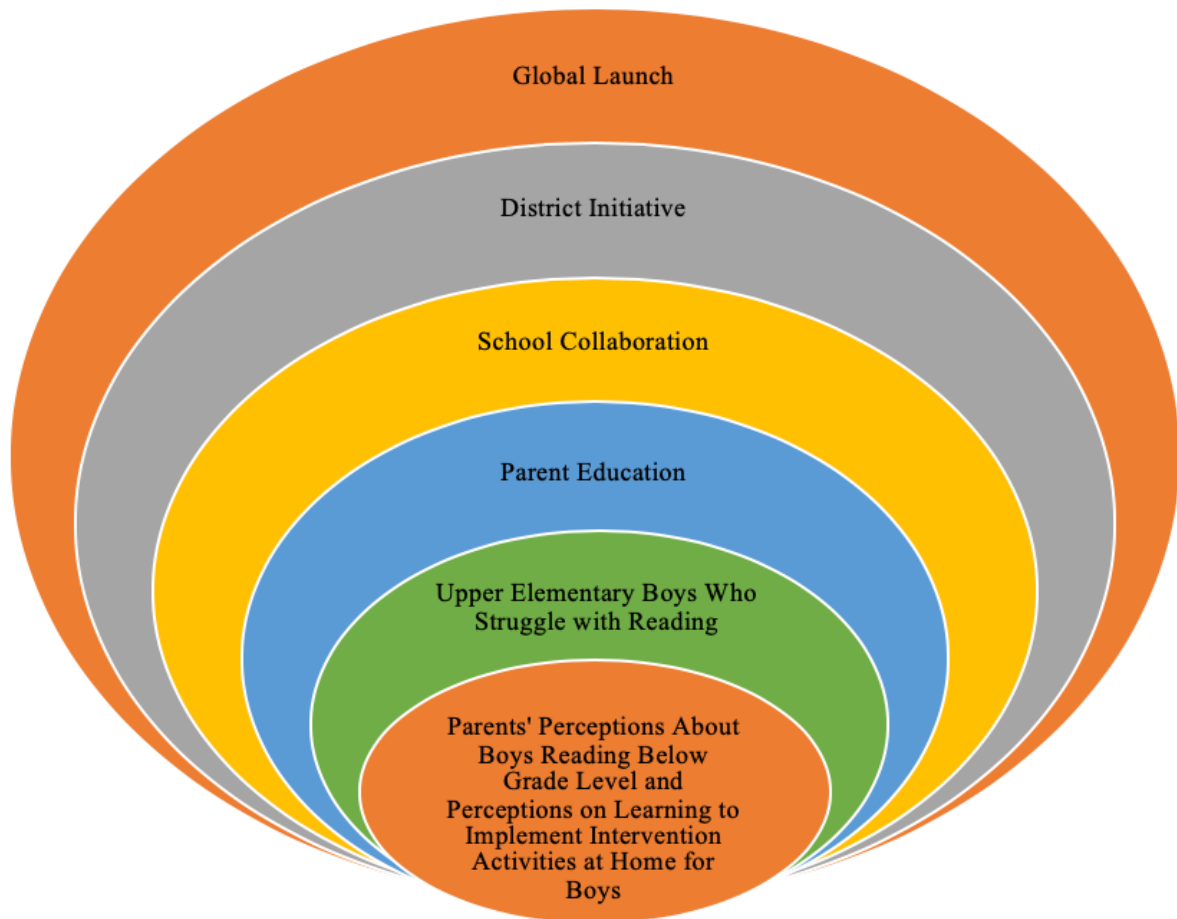 Global Launch
District Initiative
School Collaboration
Parent Education
Upper Elementary Boys Who
Struggle with Reading
Parents' Perceptions About
Boys Reading Below
Grade Level and
Perceptions on Learning to
Implement Intervention
Activities at Home for
Boys